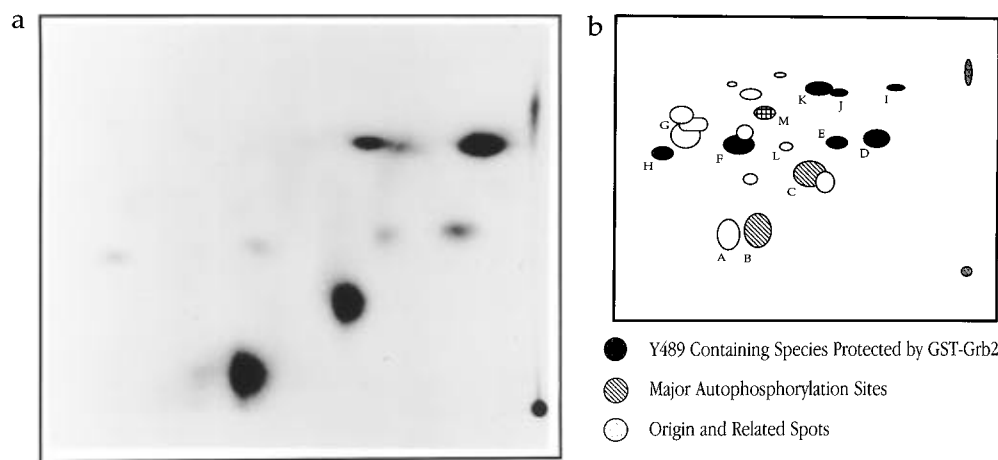 a
b
K
J
I
M
G
E
D
L
F
H
C
A
B
Y489 Containing Species Protected by GST-Grb2
Major Autophosphorylation Sites
Origin and Related Spots